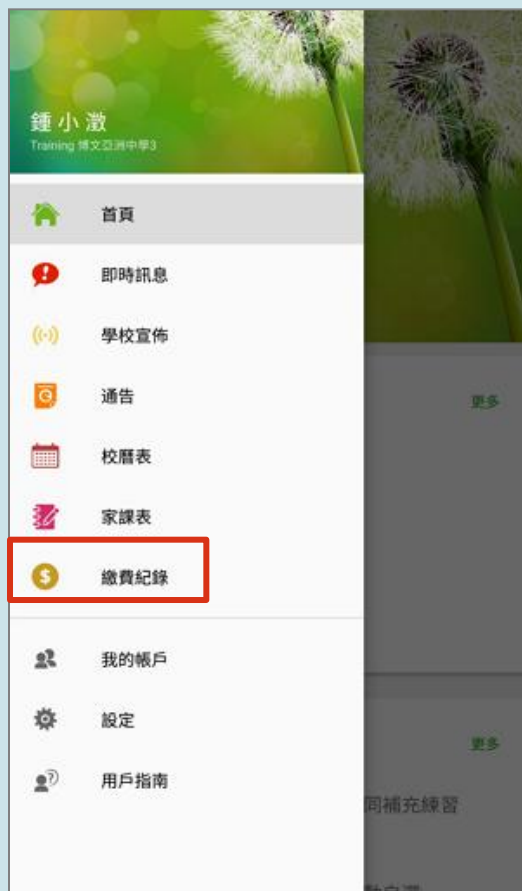 鍾小澂
Training 博文亞洲中學3
首頁
即時訊息
學校宣佈
通告
更多
校曆表
家課表
繳費紀錄
我的帳戶
設定
更多
用戶指南
同補充練習